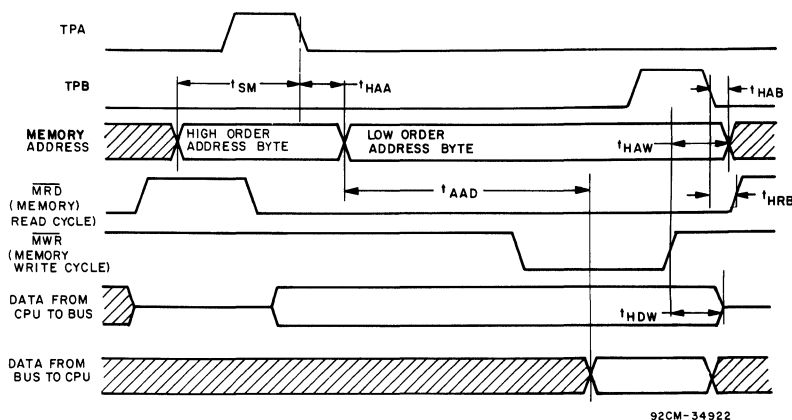 TPA
TPB
tSM
tHAA
tHAB
MEMORY
ADDRESS
HIGH ORDER
ADDRESS BYTE
LOW ORDER
ADDRESS BYTE
tHAW
tAAD
MRD
(MEMORY)
READ CYCLE)
tHRB
MWR
(MEMORY
WRITE CYCLE)
DATA FROM
CPU TO BUS
tHDW
DATA FROM
BUS TO CPU
92CM-34922